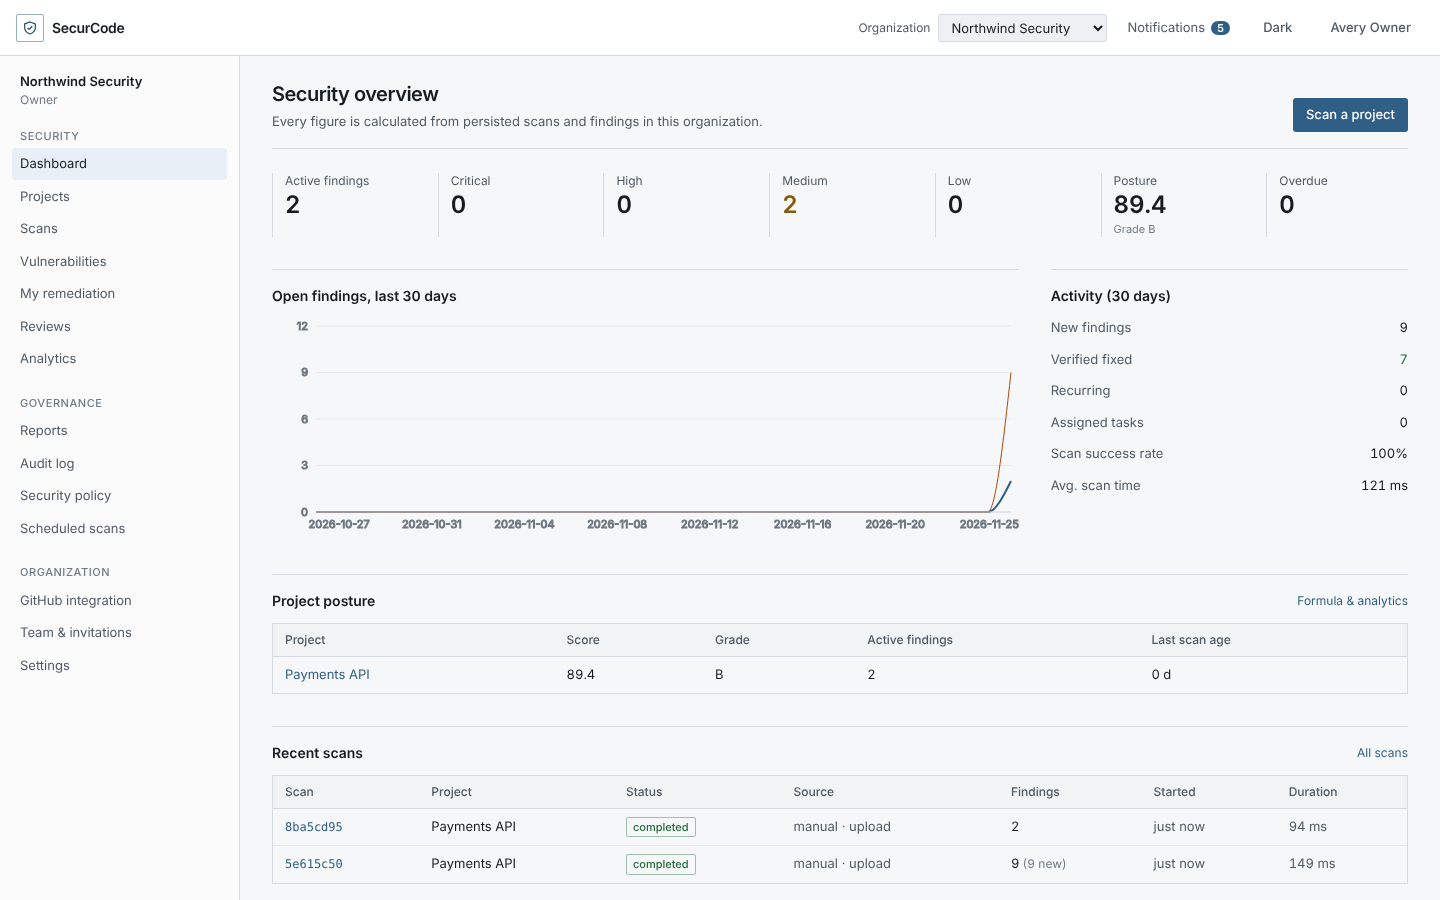 SecurCode
Organization Northwind Security Notifications 5 Dark Avery Owner
Northwind Security
Owner
SECURITY
Dashboard
Projects
Scans
Vulnerabilities
My remediation
Reviews
Analytics
GOVERNANCE
Reports
Audit log
Security policy
Scheduled scans
ORGANIZATION
GitHub integration
Team & invitations
Settings
Security overview
Every figure is calculated from persisted scans and findings in this organization.
Scan a project
Active findings Critical High Medium Low Posture Overdue
2 0 0 2 0 89.4 0
Grade B
Open findings, last 30 days
12
9
6
3
0
2026-10-27 2026-10-31 2026-11-04 2026-11-08 2026-11-12 2026-11-16 2026-11-20 2026-11-25
Activity (30 days)
New findings 9
Verified fixed 7
Recurring 0
Assigned tasks 0
Scan success rate 100%
Avg. scan time 121 ms
Project posture Formula & analytics
Project Score Grade Active findings Last scan age
Payments API 89.4 B 2 0 d
Recent scans All scans
Scan Project Status Source Findings Started Duration
8ba5cd95 Payments API completed manual · upload 2 just now 94 ms
5e615c50 Payments API completed manual · upload 9 (9 new) just now 149 ms